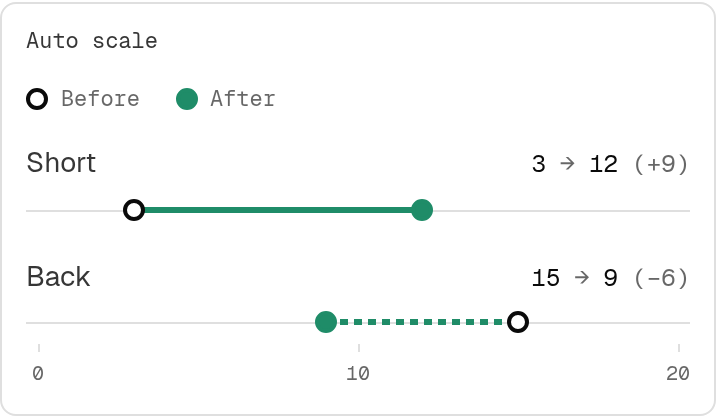 Auto scale
Before After
Short 3 → 12 (+9)
Back 15 → 9 (−6)
0 10 20